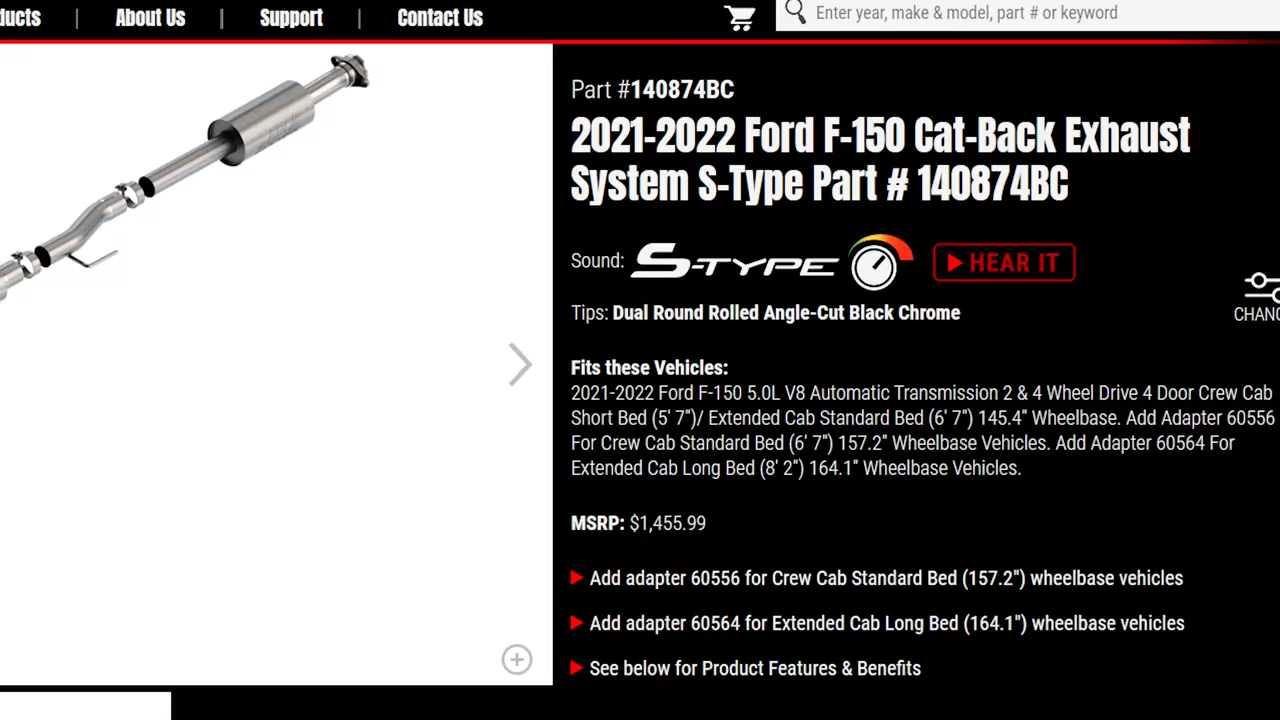 ducts | About Us | Support | Contact Us
Enter year, make & model, part # or keyword
Part #140874BC
2021-2022 Ford F-150 Cat-Back Exhaust
System S-Type Part # 140874BC
Sound: S-TYPE HEAR IT
CHANG
Tips: Dual Round Rolled Angle-Cut Black Chrome
Fits these Vehicles:
2021-2022 Ford F-150 5.0L V8 Automatic Transmission 2 & 4 Wheel Drive 4 Door Crew Cab
Short Bed (5' 7")/ Extended Cab Standard Bed (6' 7") 145.4" Wheelbase. Add Adapter 60556
For Crew Cab Standard Bed (6' 7") 157.2" Wheelbase Vehicles. Add Adapter 60564 For
Extended Cab Long Bed (8' 2") 164.1" Wheelbase Vehicles.
MSRP: $1,455.99
Add adapter 60556 for Crew Cab Standard Bed (157.2") wheelbase vehicles
Add adapter 60564 for Extended Cab Long Bed (164.1") wheelbase vehicles
See below for Product Features & Benefits